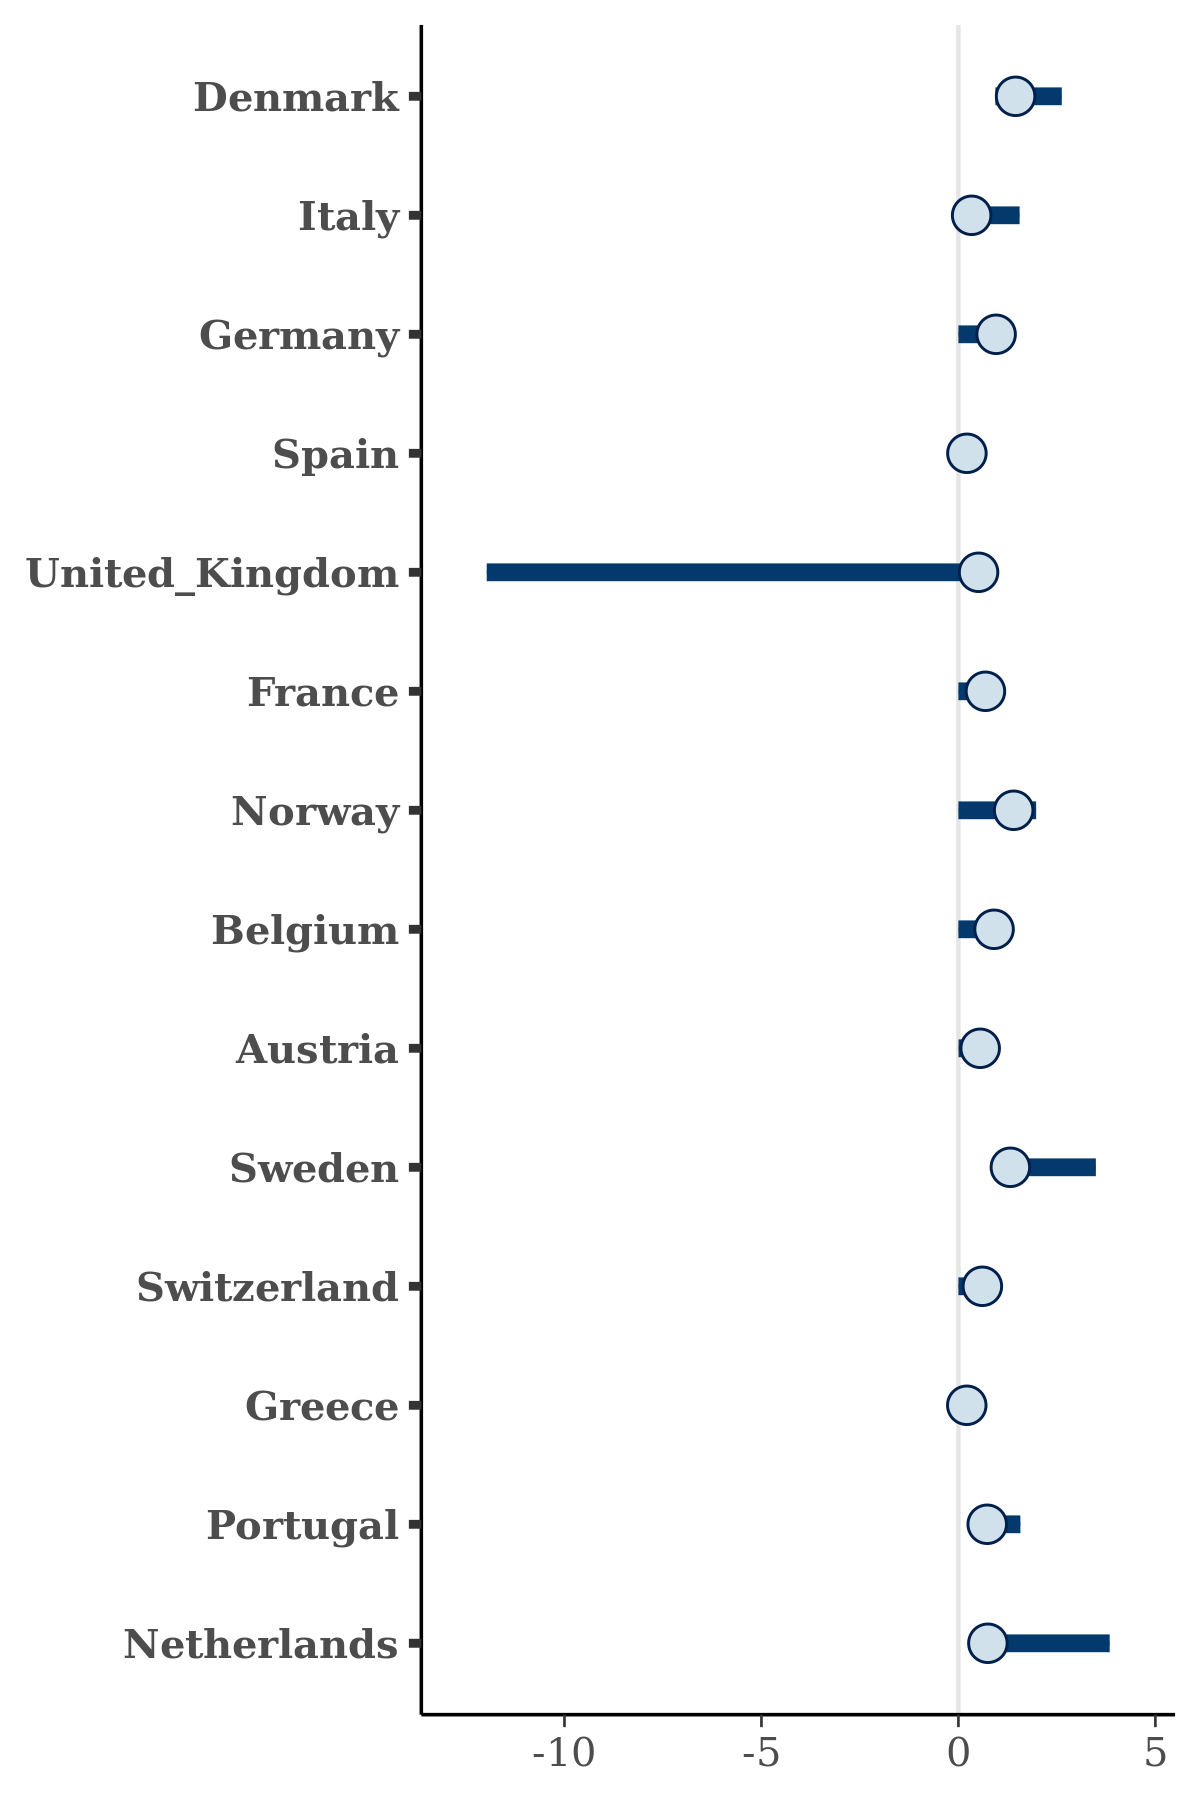 Denmark
Italy
Germany
Spain
United_Kingdom
France
Norway
Belgium
Austria
Sweden
Switzerland
Greece
Portugal
Netherlands
-10 -5 0 5